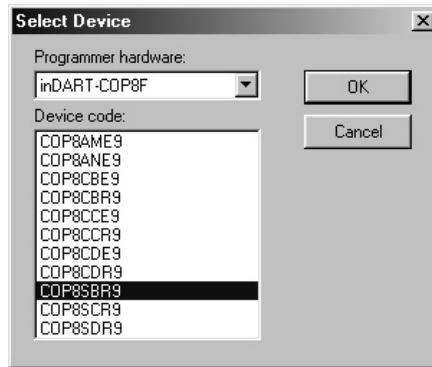 Select Device
Programmer hardware:
inDART-COP8F
OK
Device code:
Cancel
COP8AME9
COP8ANE9
COP8CBE9
COP8CBR9
COP8CCE9
COP8CCR9
COP8CDE9
COP8CDR9
COP8SBR9
COP8SCR9
COP8SDR9